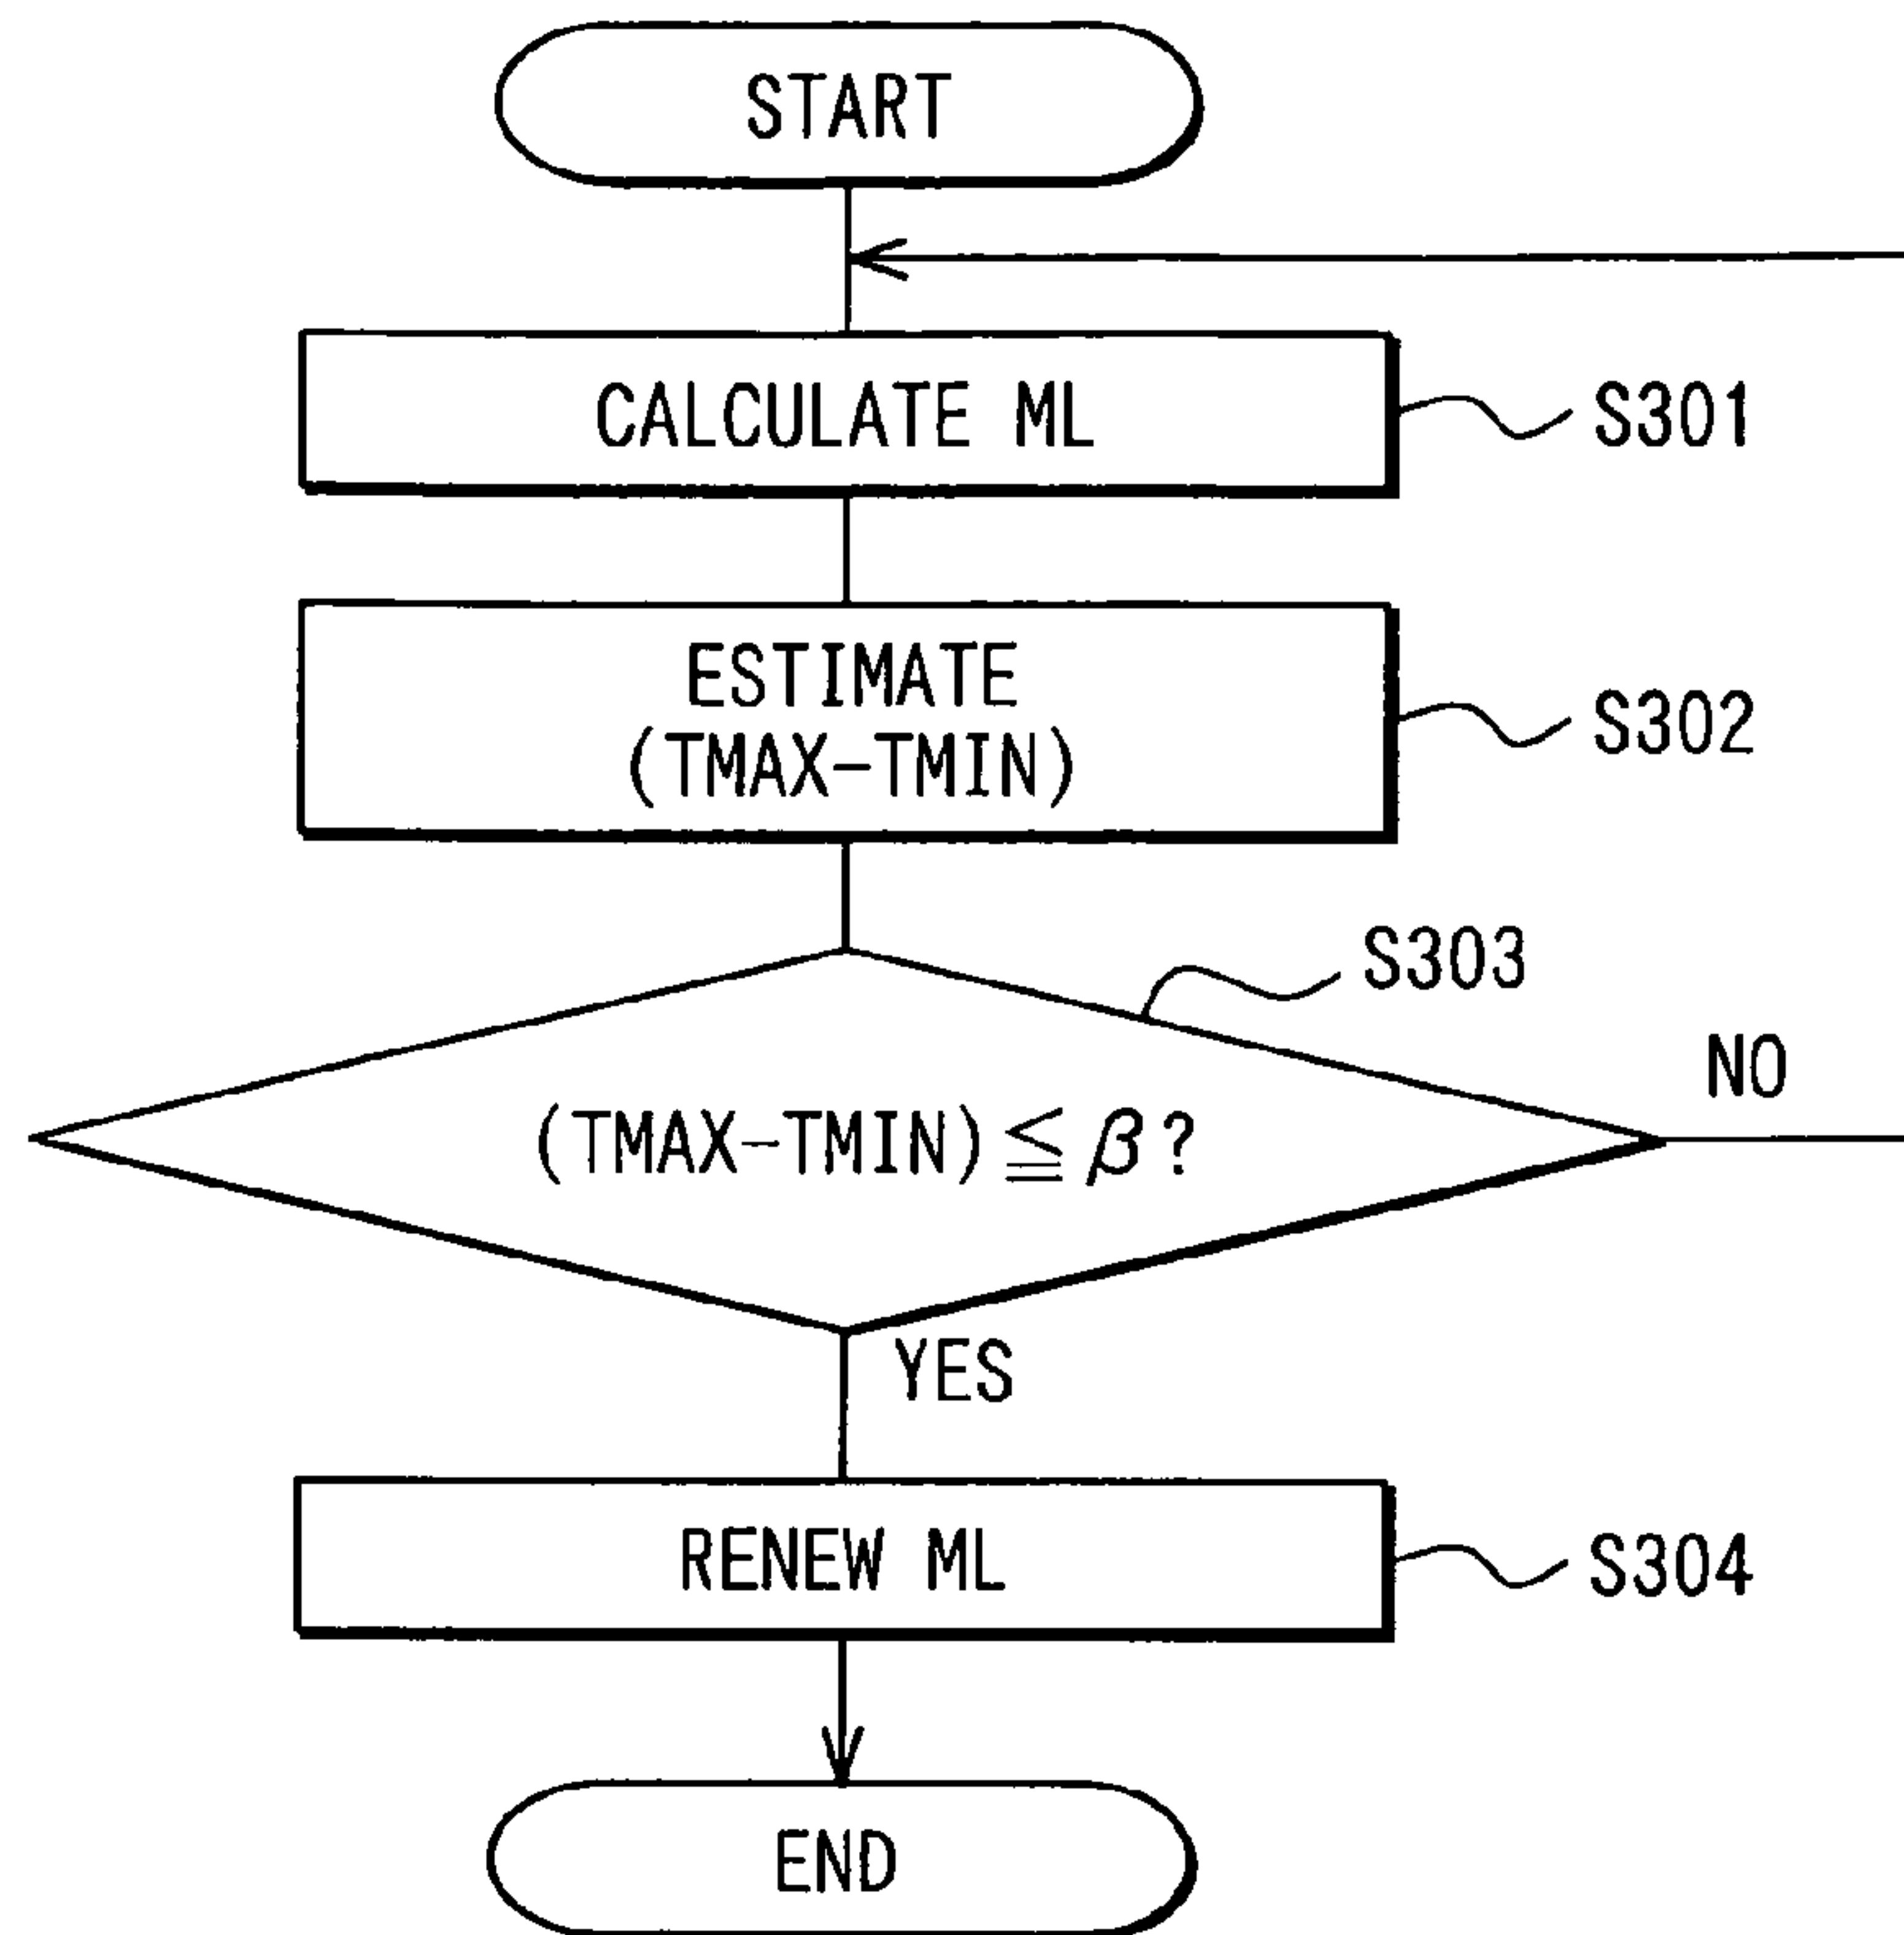 START
CALCULATE ML
S301
ESTIMATE
(TMAX-TMIN)
S302
S303
(TMAX-TMIN)≦β?
NO
YES
RENEW ML
S304
END